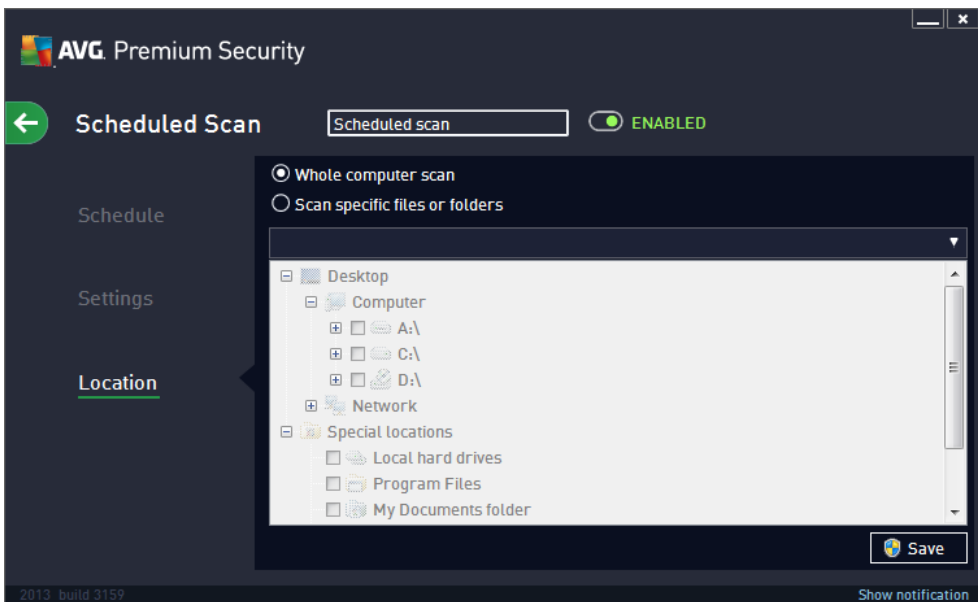 AVG. Premium Security
Scheduled Scan
Scheduled scan
ENABLED
Schedule
Settings
Location
Whole computer scan
Scan specific files or folders
Desktop
Computer
A:\
C:\
D:\
Network
Special locations
Local hard drives
Program Files
My Documents folder
Save
2013 build 3159
Show notification